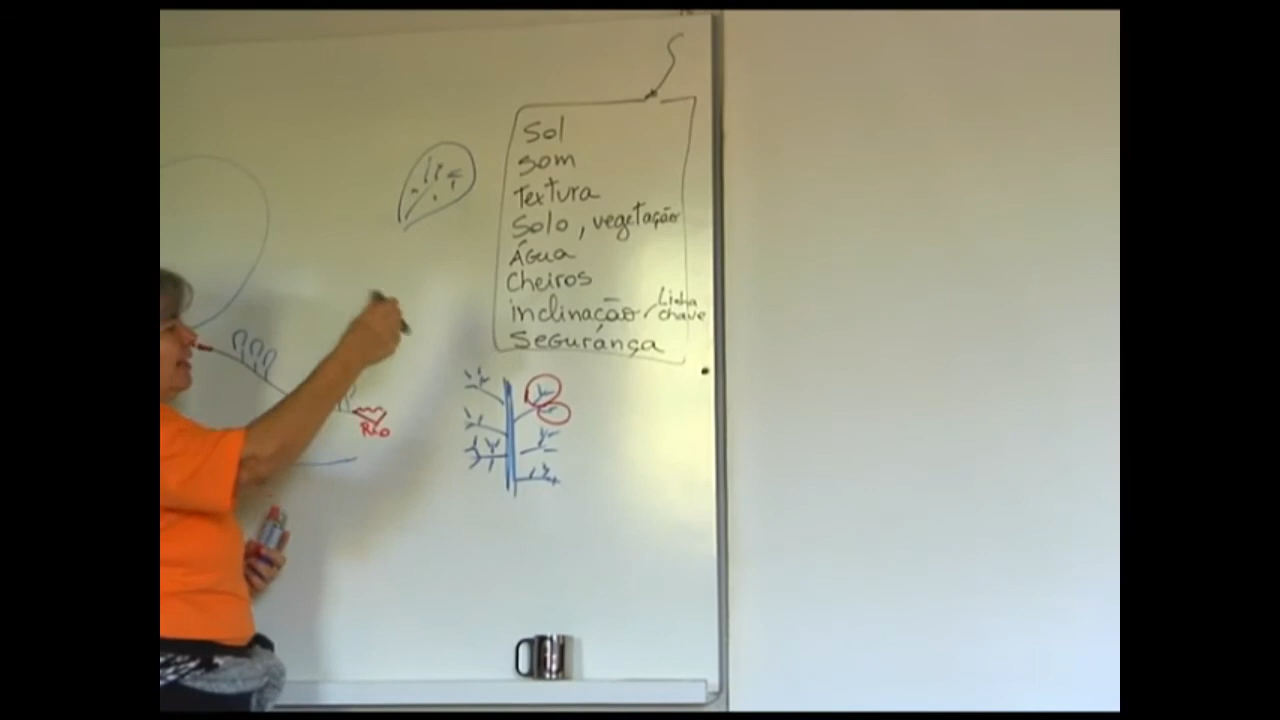 Sol
Som
Textura
Solo, vegetação
Água
Cheiros
inclinação Linha
chave
Segurança
Rio